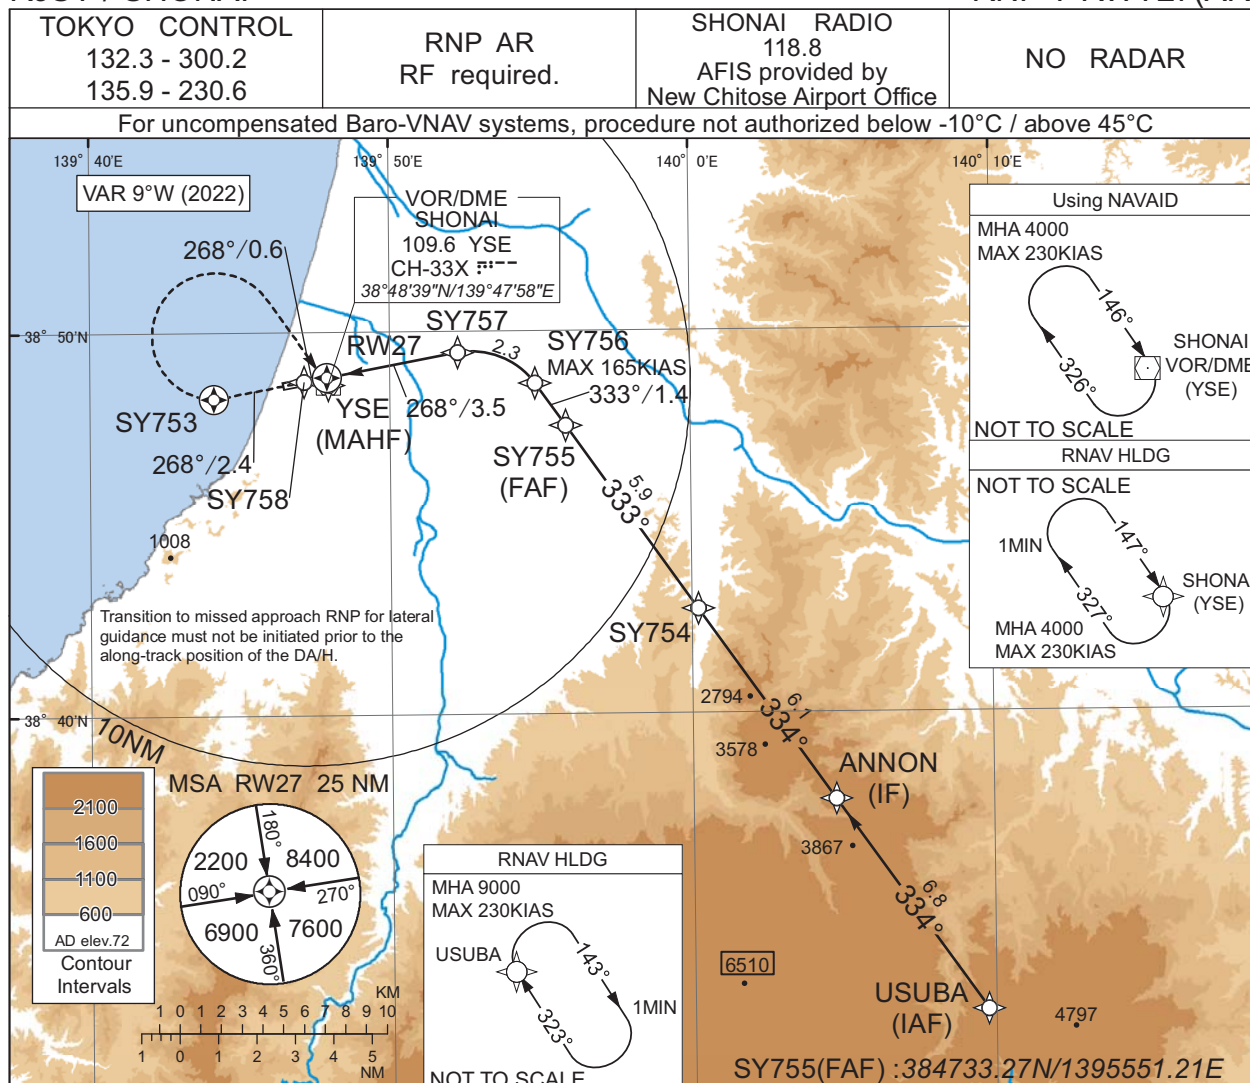 TOKYO CONTROL
132.3 - 300.2
135.9 - 230.6
RNP AR
RF required.
SHONAI RADIO
118.8
AFIS provided by
New Chitose Airport Office
NO RADAR
For uncompensated Baro-VNAV systems, procedure not authorized below -10°C / above 45°C
139° 40'E
139° 50'E
140° 0'E
140° 10'E
VAR 9°W (2022)
VOR/DME
SHONAI
109.6 YSE
CH-33X
38°48'39"N/139°47'58"E
268°/0.6
38° 50'N
RW27
SY757
2.3
SY756
MAX 165KIAS
333°/1.4
SY753
YSE
(MAHF)
268°/3.5
268°/2.4
SY758
SY755
(FAF)
5.9
333°
1008
SY754
Transition to missed approach RNP for lateral
guidance must not be initiated prior to the
along-track position of the DA/H.
38° 40'N
10NM
2794
6.1
334°
3578
ANNON
(IF)
3867
6.8
334°
6510
USUBA
(IAF)
4797
SY755(FAF) :384733.27N/1395551.21E
Using NAVAID
MHA 4000
MAX 230KIAS
146°
326°
SHONAI
VOR/DME
(YSE)
NOT TO SCALE
RNAV HLDG
NOT TO SCALE
1MIN
147°
327°
SHONA
(YSE)
MHA 4000
MAX 230KIAS
2100
1600
1100
600
AD elev.72
Contour
Intervals
MSA RW27 25 NM
180°
2200
8400
090°
270°
6900
7600
360°
KM
1 0 1 2 3 4 5 6 7 8 9 10
1 0 1 2 3 4 5
NM
RNAV HLDG
MHA 9000
MAX 230KIAS
USUBA
143°
323°
1MIN
NOT TO SCALE